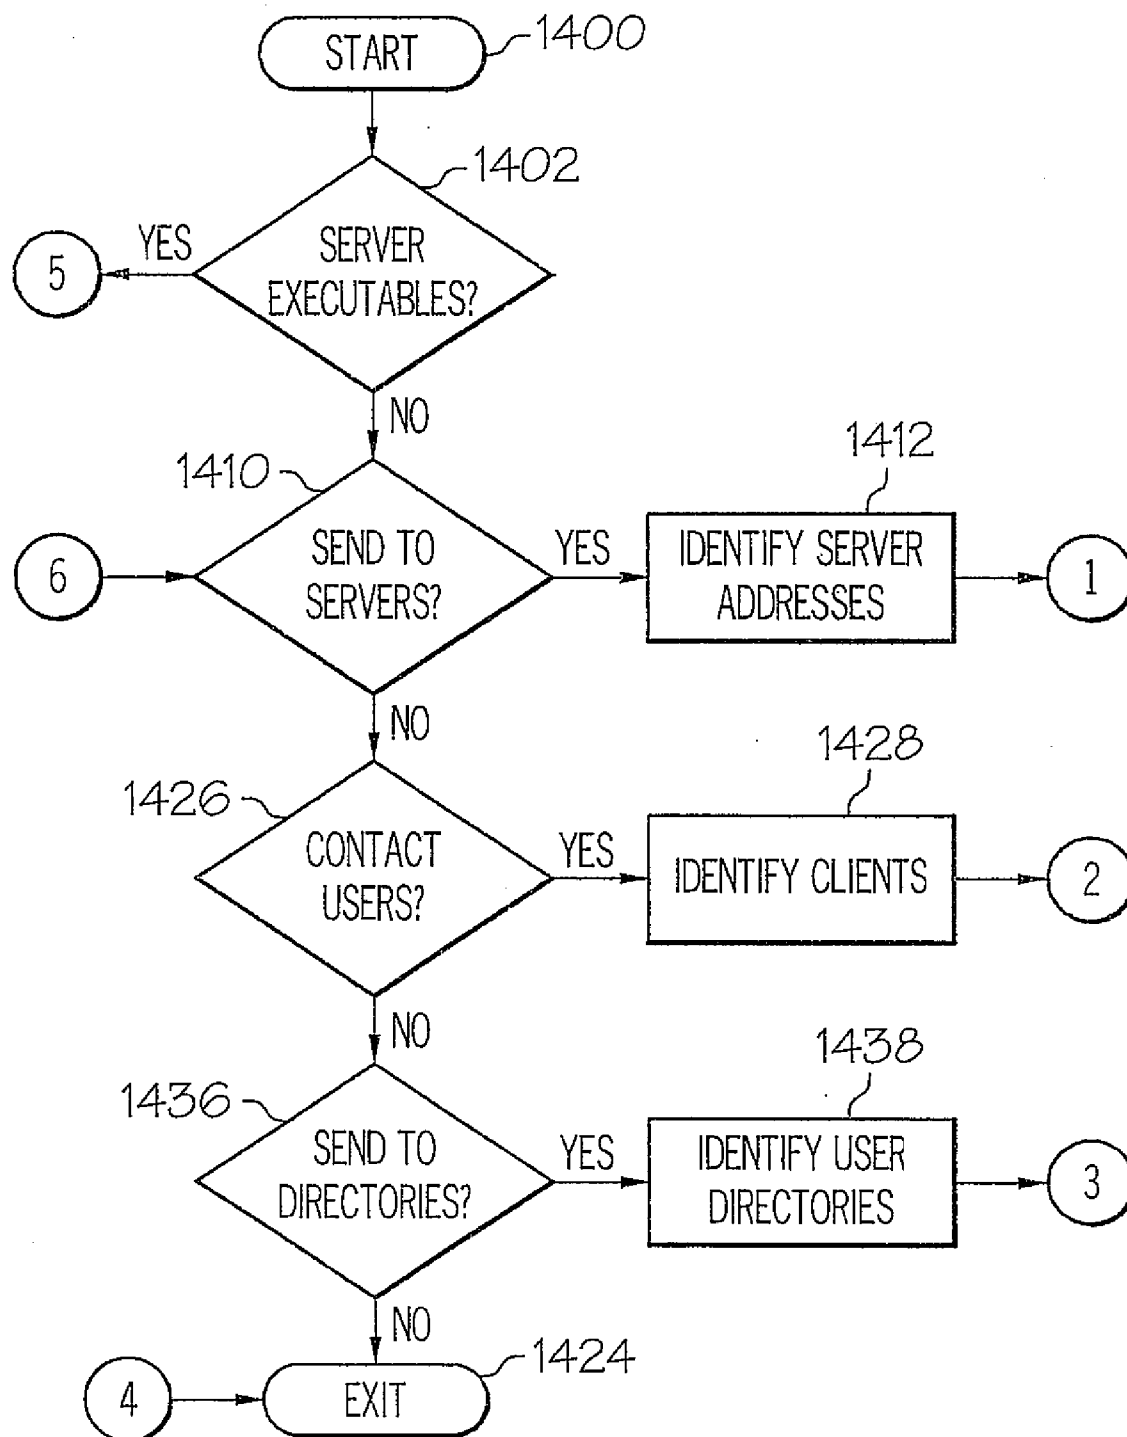 START
1400
1402
SERVER
EXECUTABLES?
YES
5
NO
1410
1412
6
SEND TO
SERVERS?
YES
IDENTIFY SERVER
ADDRESSES
1
NO
1426
1428
CONTACT
USERS?
YES
IDENTIFY CLIENTS
2
NO
1436
1438
SEND TO
DIRECTORIES?
YES
IDENTIFY USER
DIRECTORIES
3
NO
4
EXIT
1424